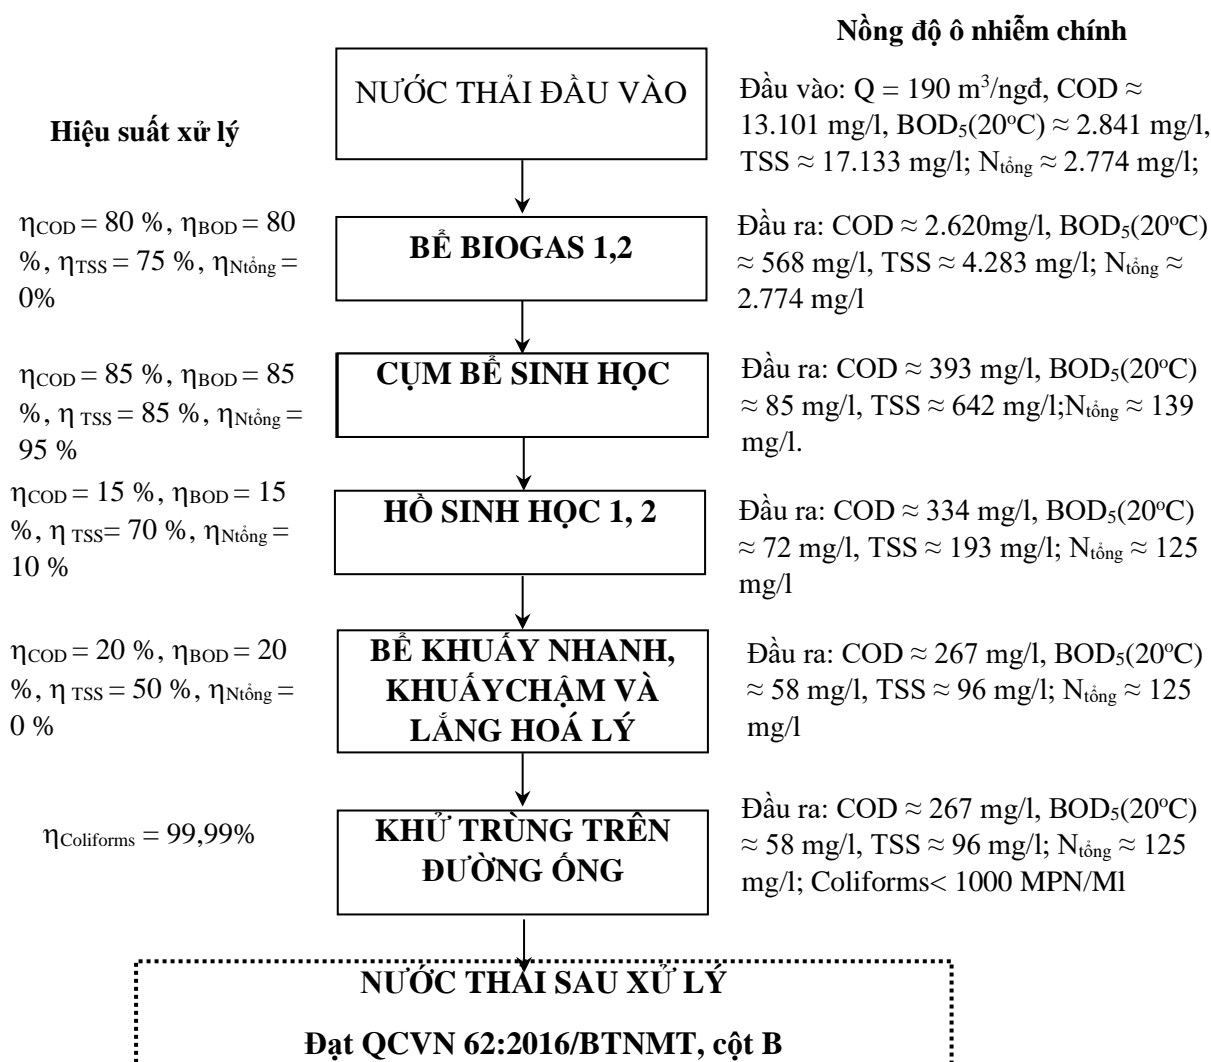 Nồng độ ô nhiễm chính
Hiệu suất xử lý
NƯỚC THẢI ĐẦU VÀO
Đầu vào: Q = 190 m³/ngđ, COD ≈
13.101 mg/l, BOD₅(20°C) ≈ 2.841 mg/l,
TSS ≈ 17.133 mg/l; Ntổng ≈ 2.774 mg/l;
ηCOD = 80 %, ηBOD = 80
%, ηTSS = 75 %, ηNtổng =
0%
BỂ BIOGAS 1,2
Đầu ra: COD ≈ 2.620mg/l, BOD₅(20°C)
≈ 568 mg/l, TSS ≈ 4.283 mg/l; Ntổng ≈
2.774 mg/l
ηCOD = 85 %, ηBOD = 85
%, η TSS = 85 %, ηNtổng =
95 %
CỤM BỂ SINH HỌC
Đầu ra: COD ≈ 393 mg/l, BOD₅(20°C)
≈ 85 mg/l, TSS ≈ 642 mg/l;Ntổng ≈ 139
mg/l.
ηCOD = 15 %, ηBOD = 15
%, η TSS= 70 %, ηNtổng =
10 %
HỒ SINH HỌC 1, 2
Đầu ra: COD ≈ 334 mg/l, BOD₅(20°C)
≈ 72 mg/l, TSS ≈ 193 mg/l; Ntổng ≈ 125
mg/l
ηCOD = 20 %, ηBOD = 20
%, η TSS = 50 %, ηNtổng =
0 %
BỂ KHUẤY NHANH,
KHUẤYCHẬM VÀ
LẮNG HOÁ LÝ
Đầu ra: COD ≈ 267 mg/l, BOD₅(20°C)
≈ 58 mg/l, TSS ≈ 96 mg/l; Ntổng ≈ 125
mg/l
ηColiforms = 99,99%
KHỬ TRÙNG TRÊN
ĐƯỜNG ỐNG
Đầu ra: COD ≈ 267 mg/l, BOD₅(20°C)
≈ 58 mg/l, TSS ≈ 96 mg/l; Ntổng ≈ 125
mg/l; Coliforms< 1000 MPN/Ml
NƯỚC THẢI SAU XỬ LÝ
Đạt QCVN 62:2016/BTNMT, cột B